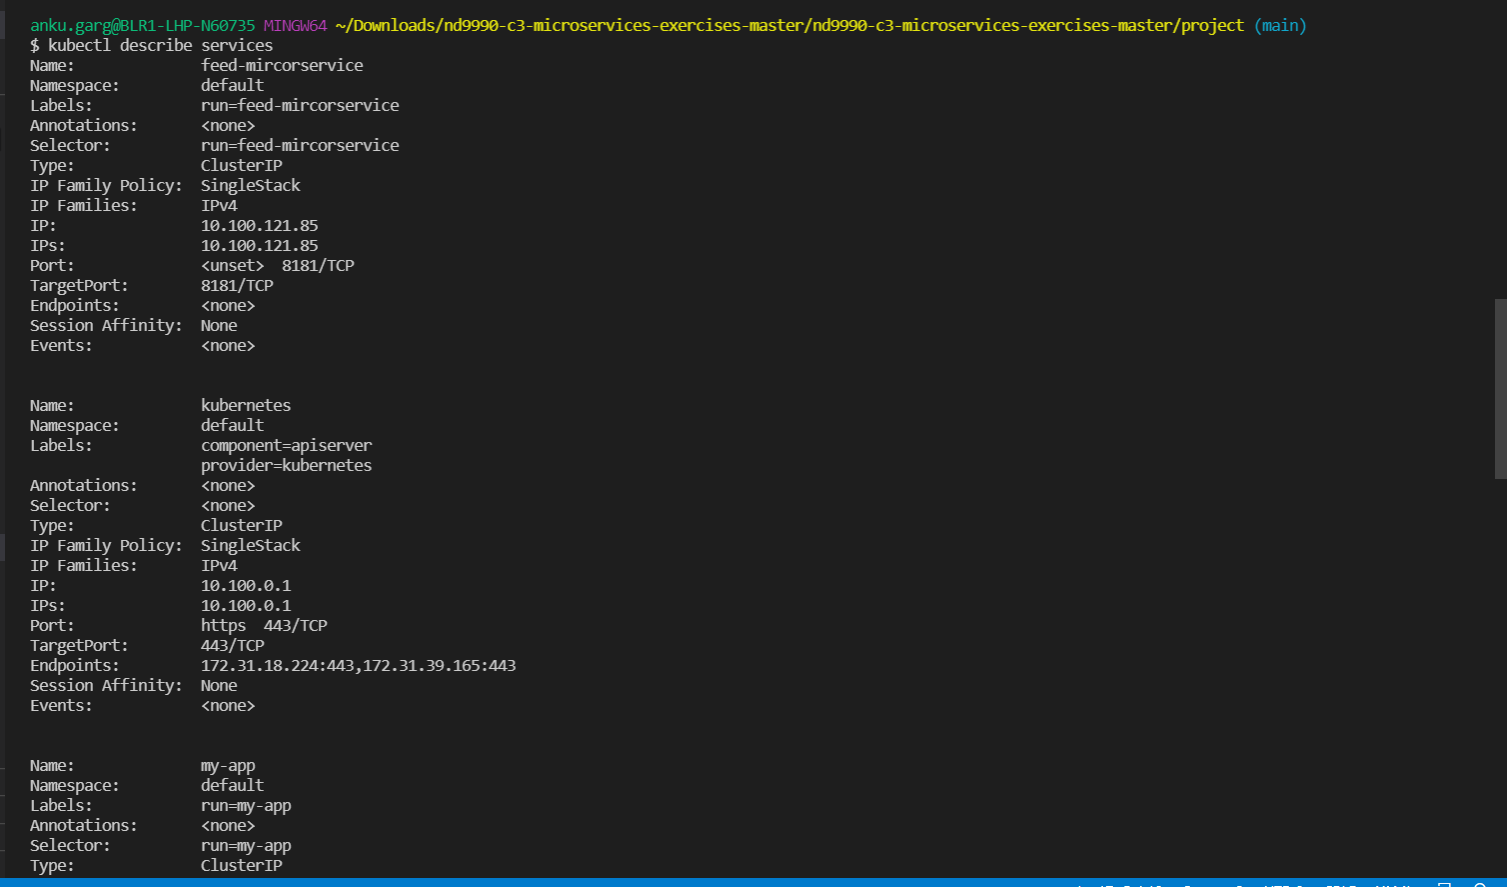 anku.garg@BLR1-LHP-N60735 MINGW64 ~/Downloads/nd9990-c3-microservices-exercises-master/nd9990-c3-microservices-exercises-master/project (main)
$ kubectl describe services
Name:              feed-mircorservice
Namespace:         default
Labels:            run=feed-mircorservice
Annotations:       <none>
Selector:          run=feed-mircorservice
Type:              ClusterIP
IP Family Policy:  SingleStack
IP Families:       IPv4
IP:                10.100.121.85
IPs:               10.100.121.85
Port:              <unset>  8181/TCP
TargetPort:        8181/TCP
Endpoints:         <none>
Session Affinity:  None
Events:            <none>
Name:              kubernetes
Namespace:         default
Labels:            component=apiserver
                   provider=kubernetes
Annotations:       <none>
Selector:          <none>
Type:              ClusterIP
IP Family Policy:  SingleStack
IP Families:       IPv4
IP:                10.100.0.1
IPs:               10.100.0.1
Port:              https  443/TCP
TargetPort:        443/TCP
Endpoints:         172.31.18.224:443,172.31.39.165:443
Session Affinity:  None
Events:            <none>
Name:              my-app
Namespace:         default
Labels:            run=my-app
Annotations:       <none>
Selector:          run=my-app
Type:              ClusterIP